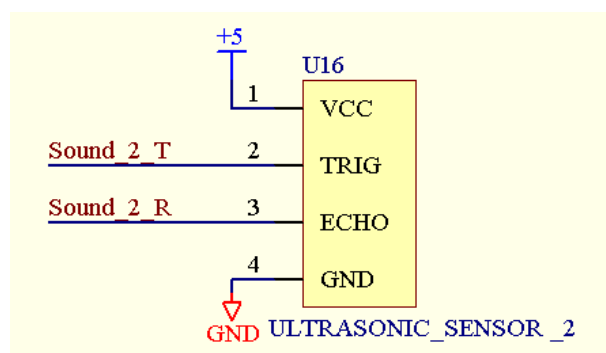 +5
U16
1 VCC
Sound_2_T 2 TRIG
Sound_2_R 3 ECHO
4 GND
GND ULTRASONIC_SENSOR _2